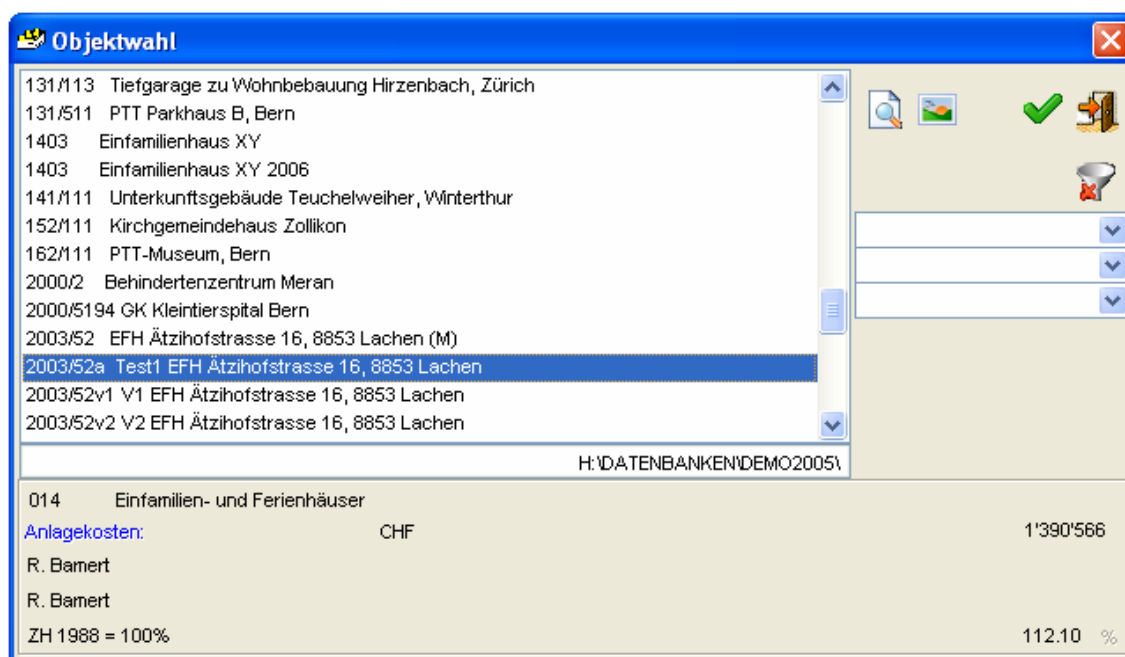 Objektwahl
131/113 Tiefgarage zu Wohnbebauung Hirzenbach, Zürich
131/511 PTT Parkhaus B, Bern
1403 Einfamilienhaus XY
1403 Einfamilienhaus XY 2006
141/111 Unterkunftsgebäude Teuchelweiher, Winterthur
152/111 Kirchgemeindehaus Zollikon
162/111 PTT-Museum, Bern
2000/2 Behindertenzentrum Meran
2000/5194 GK Kleintierspital Bern
2003/52 EFH Ätzihofstrasse 16, 8853 Lachen (M)
2003/52a Test1 EFH Ätzihofstrasse 16, 8853 Lachen
2003/52v1 V1 EFH Ätzihofstrasse 16, 8853 Lachen
2003/52v2 V2 EFH Ätzihofstrasse 16, 8853 Lachen
H:\DATENBANKEN\DEMO2005\
014 Einfamilien- und Ferienhäuser
Anlagekosten: CHF 1'390'566
R. Bamert
R. Bamert
ZH 1988 = 100% 112.10 %